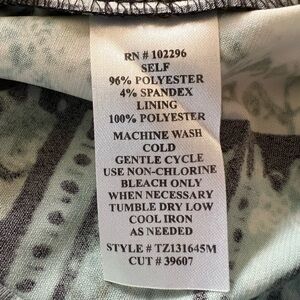 RN # 102296
SELF
96% POLYESTER
4% SPANDEX
LINING
100% POLYESTER
MACHINE WASH
COLD
GENTLE CYCLE
USE NON-CHLORINE
BLEACH ONLY
WHEN NECESSARY
TUMBLE DRY LOW
COOL IRON
AS NEEDED
STYLE # TZ131645M
CUT # 39607